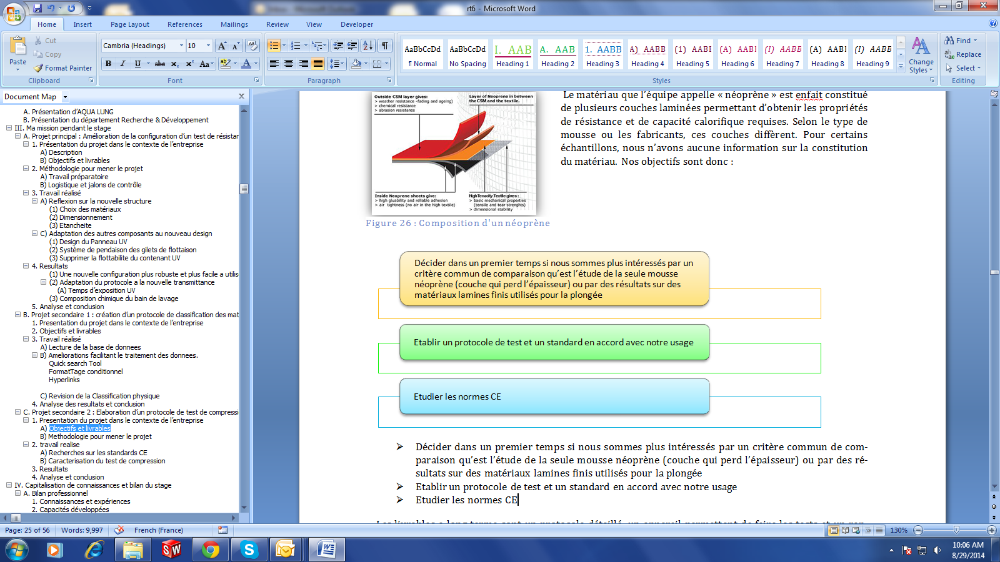 rt6 - Microsoft Word
Home Insert Page Layout References Mailings Review View Developer
Paste
Cut
Copy
Format Painter
Clipboard
Cambria (Headings) 10
Font
Paragraph
AaBbCcDd AaBbCcDd I. AAB A. AAB 1. AABB A) AABB (1) AABE (A) AABI (I) AABB (A) AABI (I) AABB
¶ Normal No Spacing Heading 1 Heading 2 Heading 3 Heading 4 Heading 5 Heading 6 Heading 7 Heading 8 Heading 9
Change Styles
Styles
Find
Replace
Select
Editing
Document Map
A. Présentation d'AQUA LUNG
B. Présentation du département Recherche & Développement
III. Ma mission pendant le stage
A. Projet principal : Amélioration de la configuration d'un test de résistar
1. Présentation du projet dans le contexte de l'entreprise
A) Description
B) Objectifs et livrables
2. Méthodologie pour mener le projet
A) Travail préparatoire
B) Logistique et jalons de contrôle
3. Travail réalisé
A) Reflexion sur la nouvelle structure
(1) Choix des matériaux
(2) Dimensionnement
(3) Etancheite
C) Adaptation des autres composants au nouveau design
(1) Design du Panneau UV
(2) Système de pendaison des gilets de flottaison
(3) Supprimer la flottabilite du contenant UV
4. Resultats
(1) Une nouvelle configuration plus robuste et plus facile a utilis
(2) Adaptation du protocole a la nouvelle transmittance
(A) Temps d'exposition UV
(3) Composition chimique du bain de lavage
5. Analyse et conclusion
B. Projet secondaire 1 : création d'un protocole de classification des mat
1. Presentation du projet dans le contexte de l'entreprise
2. Objectifs et livrables
3. Travail réalisé
A) Lecture de la base de donnees
B) Ameliorations facilitant le traitement des donnees.
Quick search Tool
FormatTage conditionnel
Hyperlinks
C) Revision de la Classification physique
4. Analyse des resultats et conclusion
C. Projet secondaire 2 : Elaboration d'un protocole de test de compressi
1. Presentation du projet dans le contexte de l'entreprise
A) Objectifs et livrables
B) Methodologie pour mener le projet
2. travail realise
A) Recherches sur les standards CE
B) Caracterisation du test de compression
3. Resultats
4. Analyse et conclusion
IV. Capitalisation de connaissances et bilan du stage
A. Bilan professionnel
1. Connaissances et expériences
2. Capacités développées
Outside CSM layer gives:
> weather resistance -fading and ageing)
> chemical resistance
> abrasion resistance
Layer of Neoprene in between
the CSM and the textile.
Inside Neoprene sheets give:
> high gluability and reliable adhesion
> air tightness (no air in the high textile)
High Tenacity Textile gives :
> basic mechanical properties
(tensile and tear strenghts)
> dimensional stability
Figure 26 : Composition d'un néoprène
Le matériau que l'équipe appelle « néoprène » est enfait constitué
de plusieurs couches laminées permettant d'obtenir les propriétés
de résistance et de capacité calorifique requises. Selon le type de
mousse ou les fabricants, ces couches diffèrent. Pour certains
échantillons, nous n'avons aucune information sur la constitution
du matériau. Nos objectifs sont donc :
Décider dans un premier temps si nous sommes plus intéressés par un
critère commun de comparaison qu'est l'étude de la seule mousse
néoprène (couche qui perd l'épaisseur) ou par des résultats sur des
matériaux lamines finis utilisés pour la plongée
Etablir un protocole de test et un standard en accord avec notre usage
Etudier les normes CE
➢ Décider dans un premier temps si nous sommes plus intéressés par un critère commun de com-
paraison qu'est l'étude de la seule mousse néoprène (couche qui perd l'épaisseur) ou par des ré-
sultats sur des matériaux lamines finis utilisés pour la plongée
➢ Etablir un protocole de test et un standard en accord avec notre usage
➢ Etudier les normes CE
Les livrables a long terme sont un protocole détaillé, un appareil permettant de faire les tests et un rap-
Page: 25 of 56 Words: 9,997 French (France) 130%
10:06 AM
8/29/2014